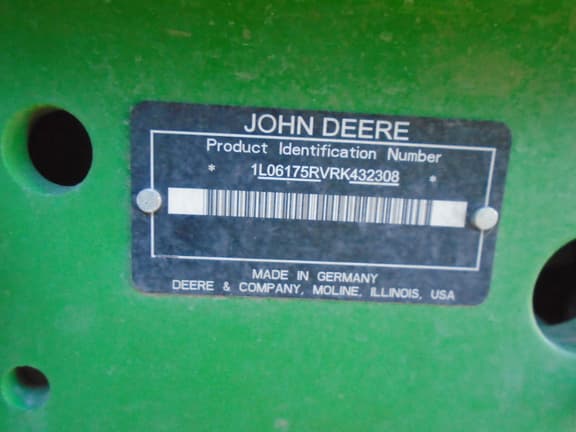 JOHN DEERE
Product Identification Number
* 1L06175RVRK432308 *
MADE IN GERMANY
DEERE & COMPANY, MOLINE, ILLINOIS, USA